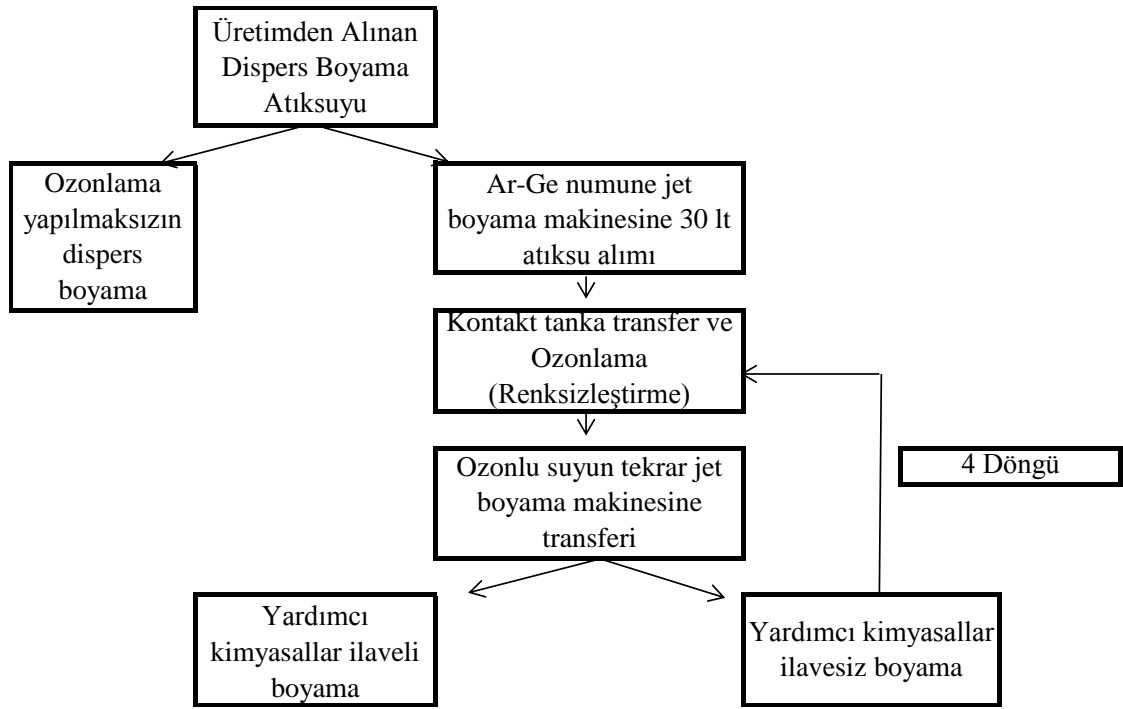 Üretimden Alınan
Dispers Boyama
Atıksuyu
Ozonlama
yapılmaksızın
dispers
boyama
Ar-Ge numune jet
boyama makinesine 30 lt
atıksu alımı
Kontakt tanka transfer ve
Ozonlama
(Renksizleştirme)
Ozonlu suyun tekrar jet
boyama makinesine
transferi
4 Döngü
Yardımcı
kimyasallar ilaveli
boyama
Yardımcı kimyasallar
ilavesiz boyama